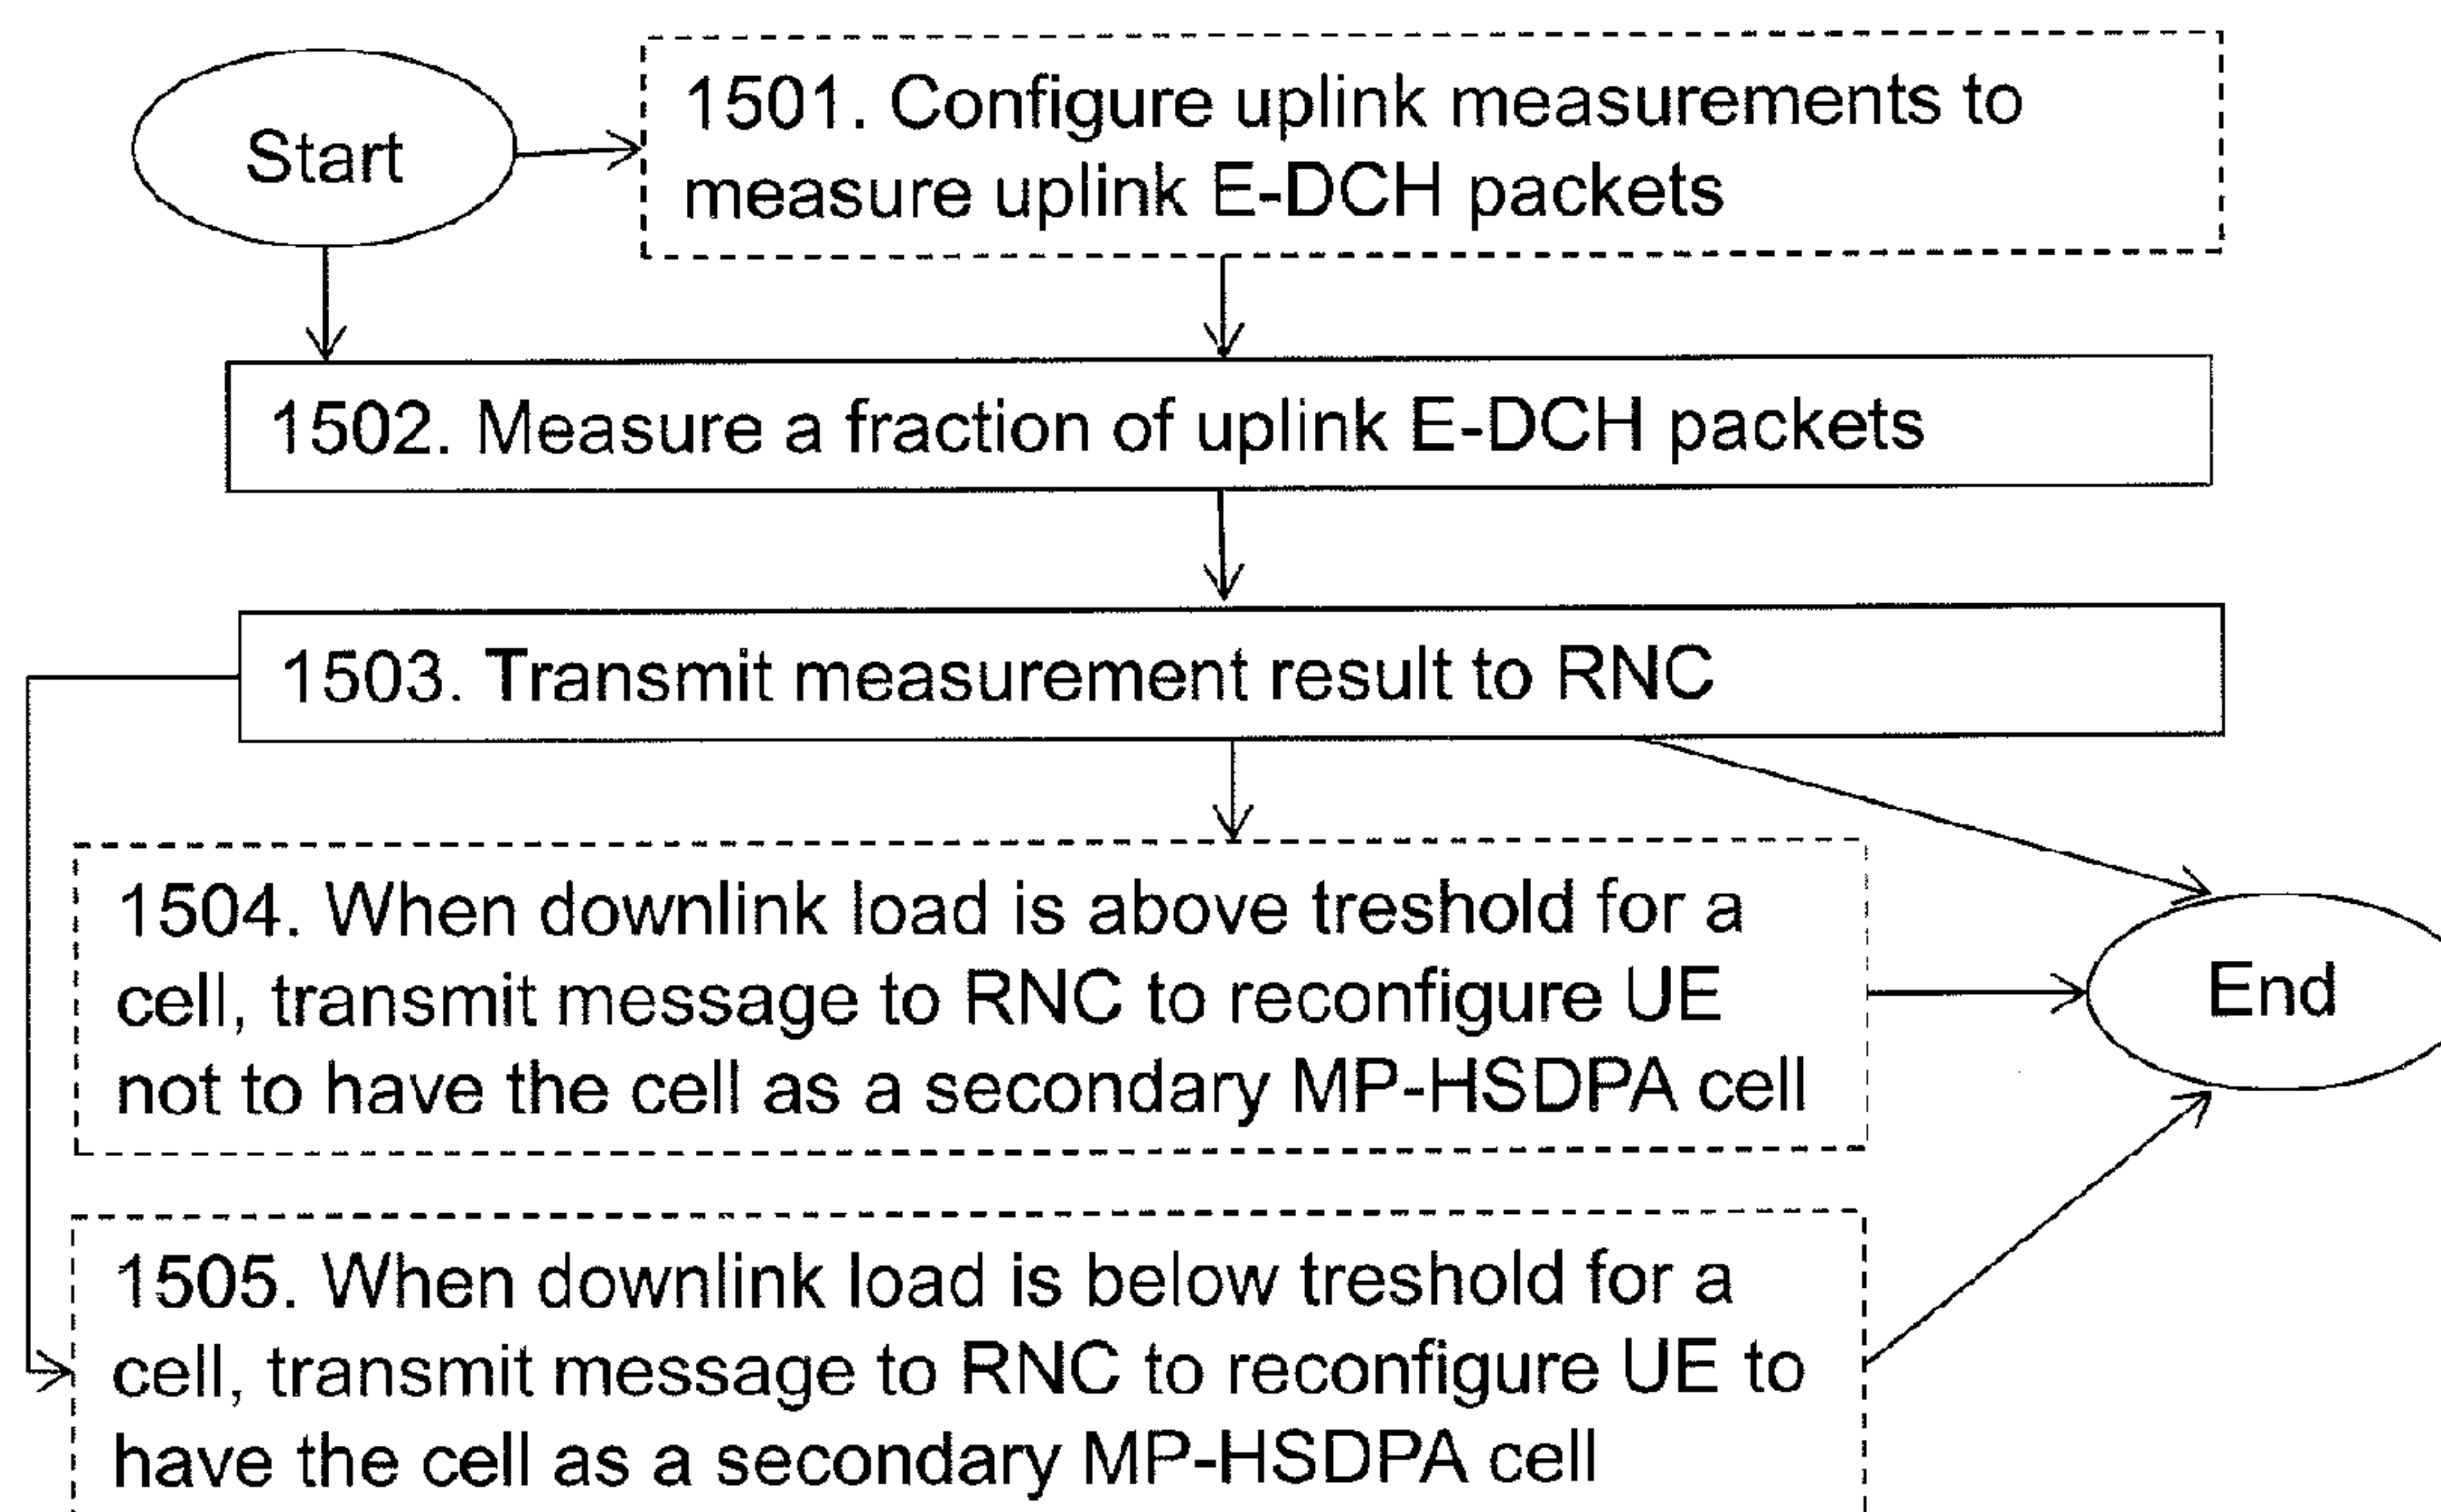 Start
1501. Configure uplink measurements to
measure uplink E-DCH packets
1502. Measure a fraction of uplink E-DCH packets
1503. Transmit measurement result to RNC
1504. When downlink load is above treshold for a
cell, transmit message to RNC to reconfigure UE
not to have the cell as a secondary MP-HSDPA cell
End
1505. When downlink load is below treshold for a
cell, transmit message to RNC to reconfigure UE to
have the cell as a secondary MP-HSDPA cell